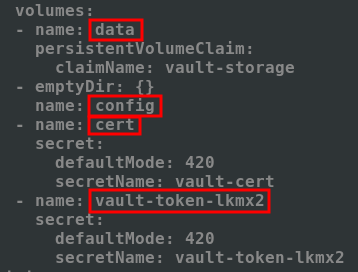 volumes:
- name: data
persistentVolumeClaim:
claimName: vault-storage
- emptyDir: {}
name: config
- name: cert
secret:
defaultMode: 420
secretName: vault-cert
- name: vault-token-lkmx2
secret:
defaultMode: 420
secretName: vault-token-lkmx2